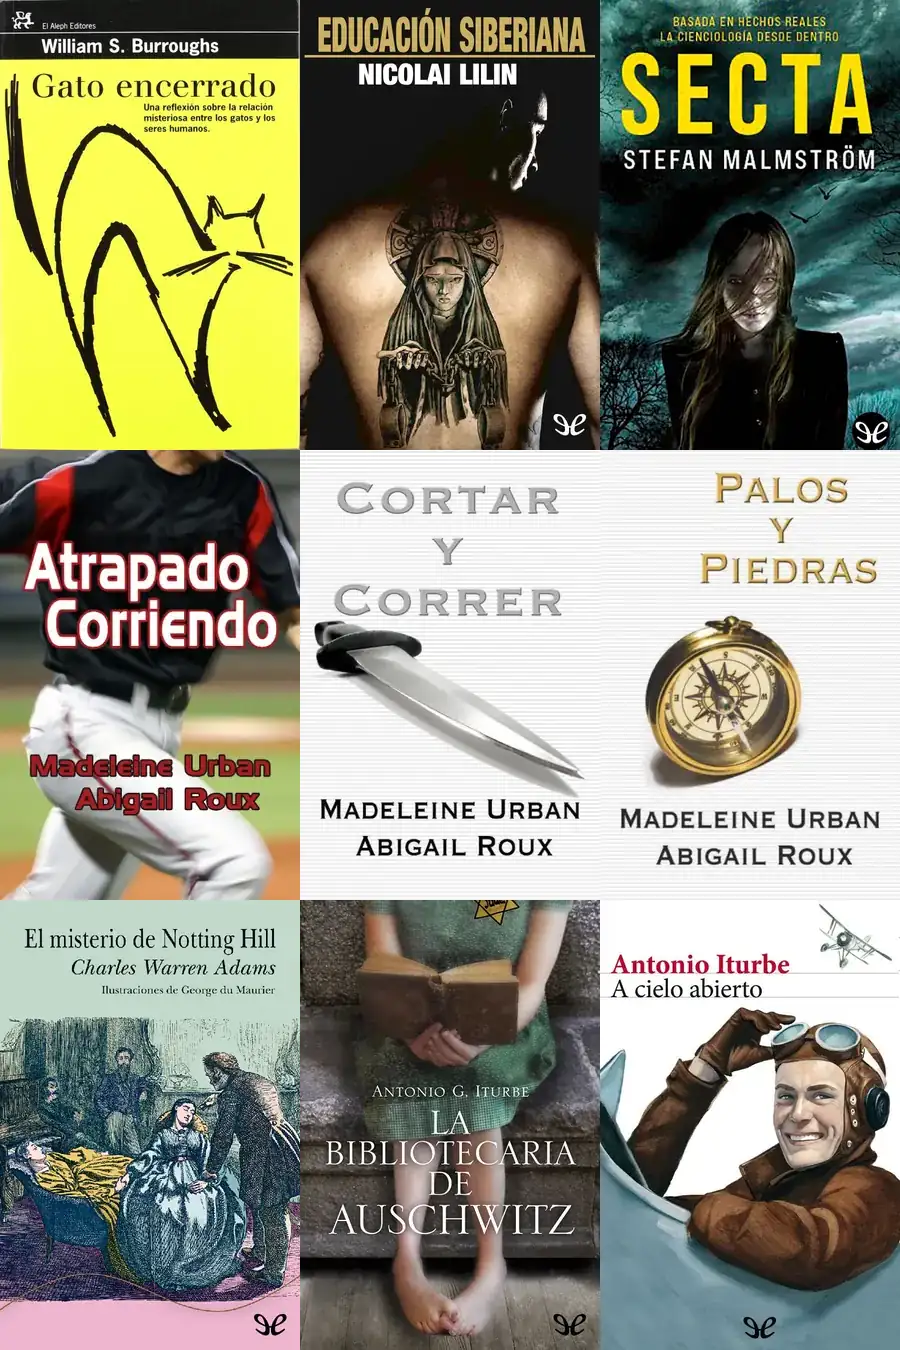 El Aleph Editores
William S. Burroughs
Gato encerrado
Una reflexión sobre la relación
misteriosa entre los gatos y los
seres humanos.
EDUCACIÓN SIBERIANA
NICOLAI LILIN
BASADA EN HECHOS REALES
LA CIENCIOLOGÍA DESDE DENTRO
SECTA
STEFAN MALMSTRÖM
Atrapado
Corriendo
Madeleine Urban
Abigail Roux
CORTAR
Y
CORRER
MADELEINE URBAN
ABIGAIL ROUX
PALOS
Y
PIEDRAS
MADELEINE URBAN
ABIGAIL ROUX
El misterio de Notting Hill
Charles Warren Adams
Ilustraciones de George du Maurier
ANTONIO G. ITURBE
LA
BIBLIOTECARIA
DE
AUSCHWITZ
Antonio Iturbe
A cielo abierto